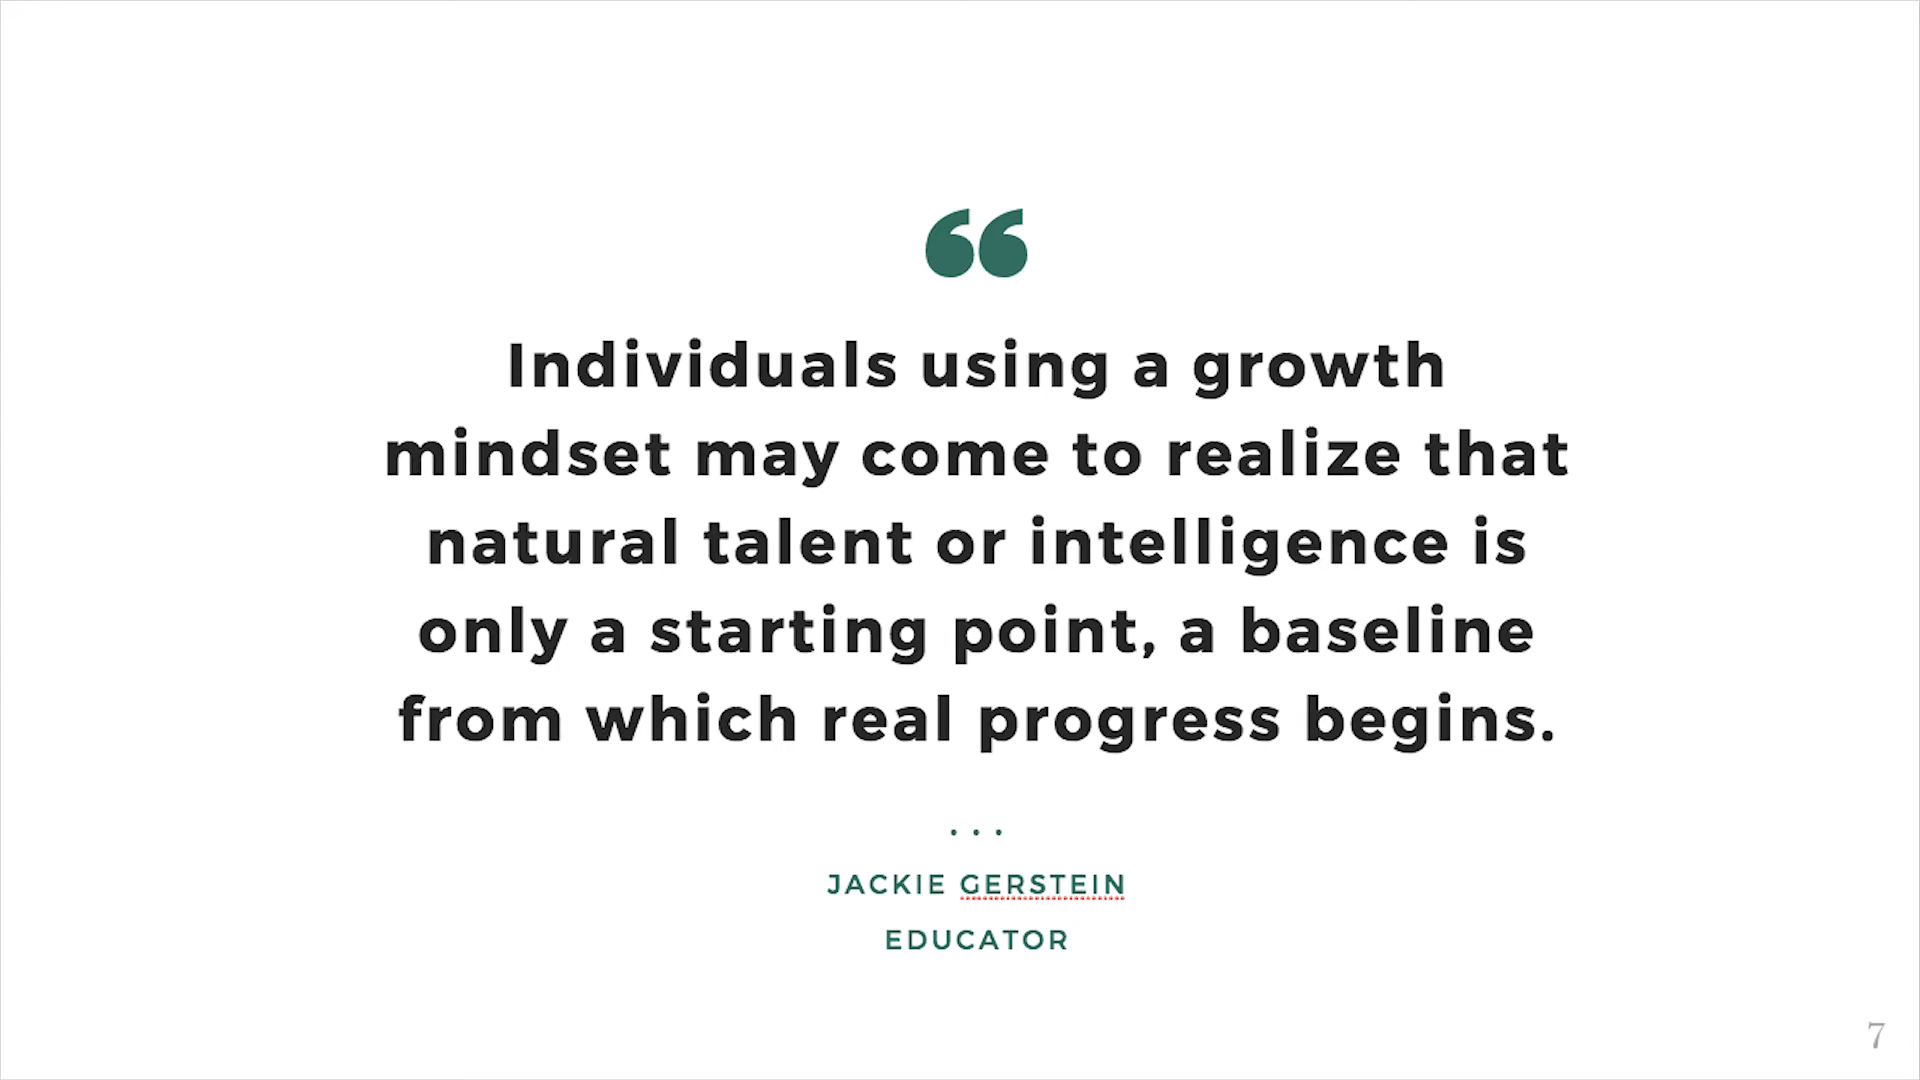 “
Individuals using a growth
mindset may come to realize that
natural talent or intelligence is
only a starting point, a baseline
from which real progress begins.
...
JACKIE GERSTEIN
EDUCATOR
7